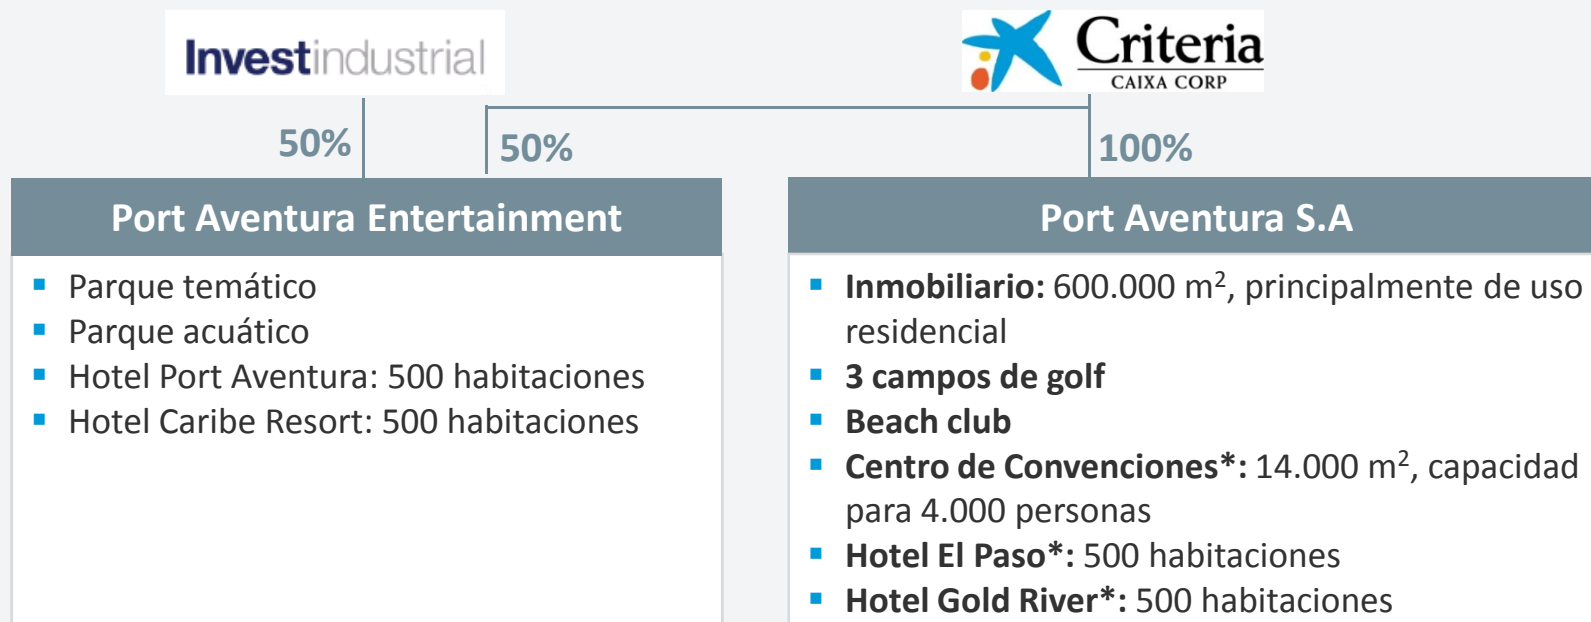 Investindustrial
Criteria
CAIXA CORP
50%
50%
100%
Port Aventura Entertainment
▪ Parque temático
▪ Parque acuático
▪ Hotel Port Aventura: 500 habitaciones
▪ Hotel Caribe Resort: 500 habitaciones
Port Aventura S.A
▪ Inmobiliario: 600.000 m², principalmente de uso
residencial
▪ 3 campos de golf
▪ Beach club
▪ Centro de Convenciones*: 14.000 m², capacidad
para 4.000 personas
▪ Hotel El Paso*: 500 habitaciones
▪ Hotel Gold River*: 500 habitaciones